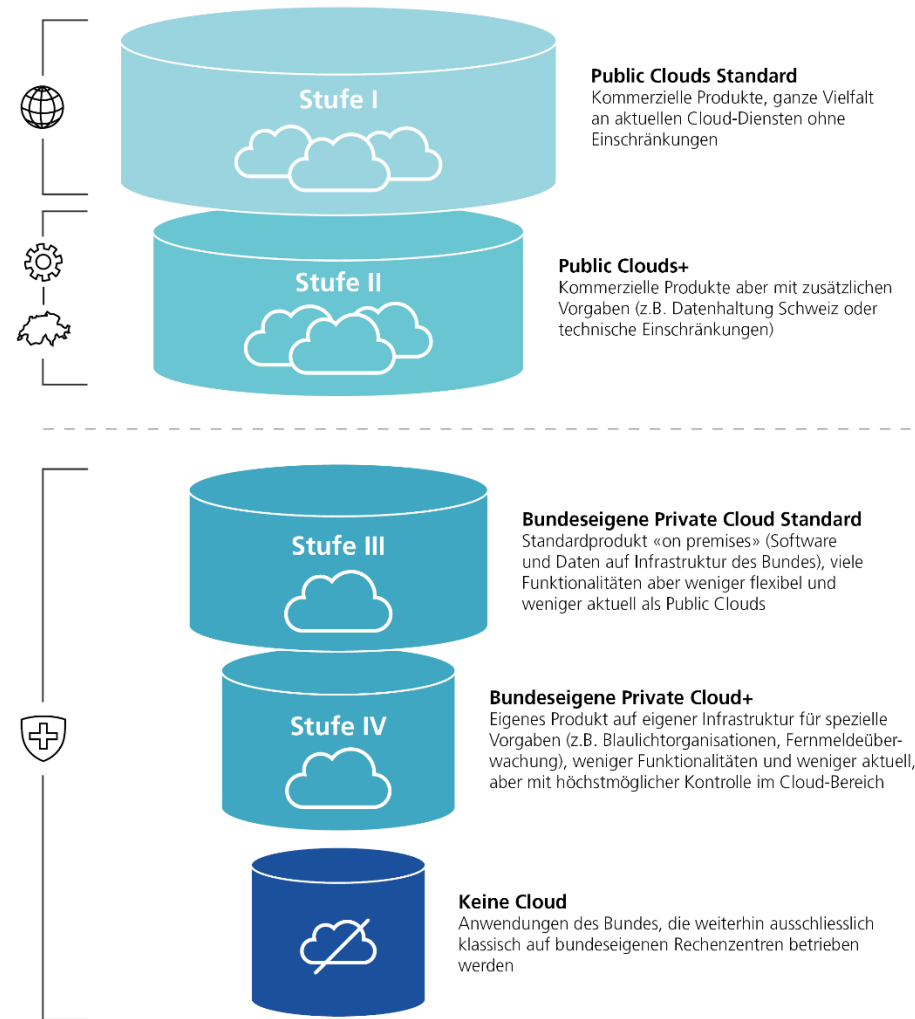 Stufe I
Public Clouds Standard
Kommerzielle Produkte, ganze Vielfalt
an aktuellen Cloud-Diensten ohne
Einschränkungen
Stufe II
Public Clouds+
Kommerzielle Produkte aber mit zusätzlichen
Vorgaben (z.B. Datenhaltung Schweiz oder
technische Einschränkungen)
Stufe III
Bundeseigene Private Cloud Standard
Standardprodukt «on premises» (Software
und Daten auf Infrastruktur des Bundes), viele
Funktionalitäten aber weniger flexibel und
weniger aktuell als Public Clouds
Stufe IV
Bundeseigene Private Cloud+
Eigenes Produkt auf eigener Infrastruktur für spezielle
Vorgaben (z.B. Blaulichtorganisationen, Fernmeldeüber-
wachung), weniger Funktionalitäten und weniger aktuell,
aber mit höchstmöglicher Kontrolle im Cloud-Bereich
Keine Cloud
Anwendungen des Bundes, die weiterhin ausschliesslich
klassisch auf bundeseigenen Rechenzentren betrieben
werden